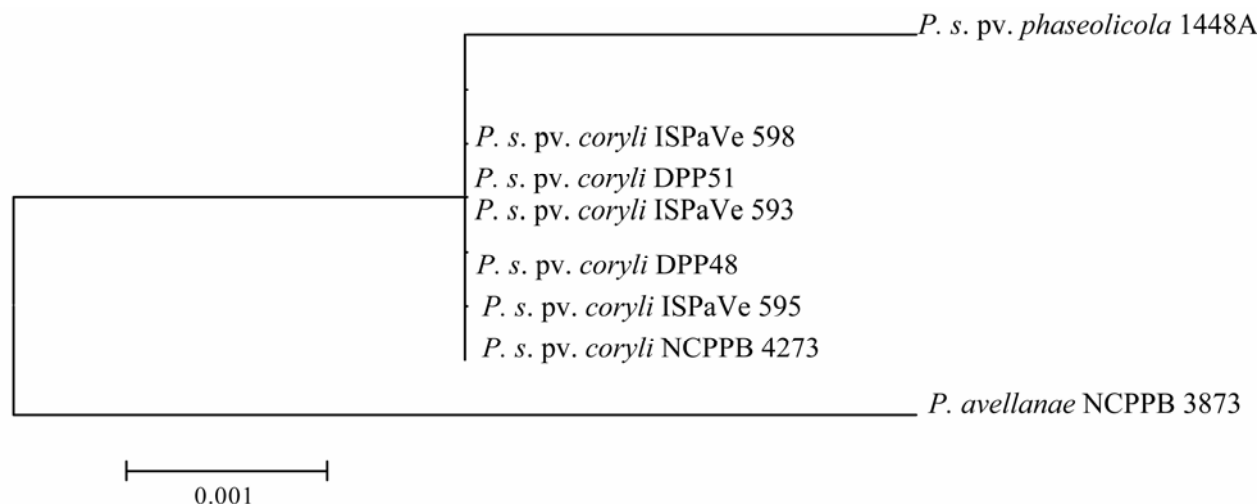 P. s. pv. phaseolicola 1448A
P. s. pv. coryli ISPaVe 598
P. s. pv. coryli DPP51
P. s. pv. coryli ISPaVe 593
P. s. pv. coryli DPP48
P. s. pv. coryli ISPaVe 595
P. s. pv. coryli NCPPB 4273
P. avellanae NCPPB 3873
0.001